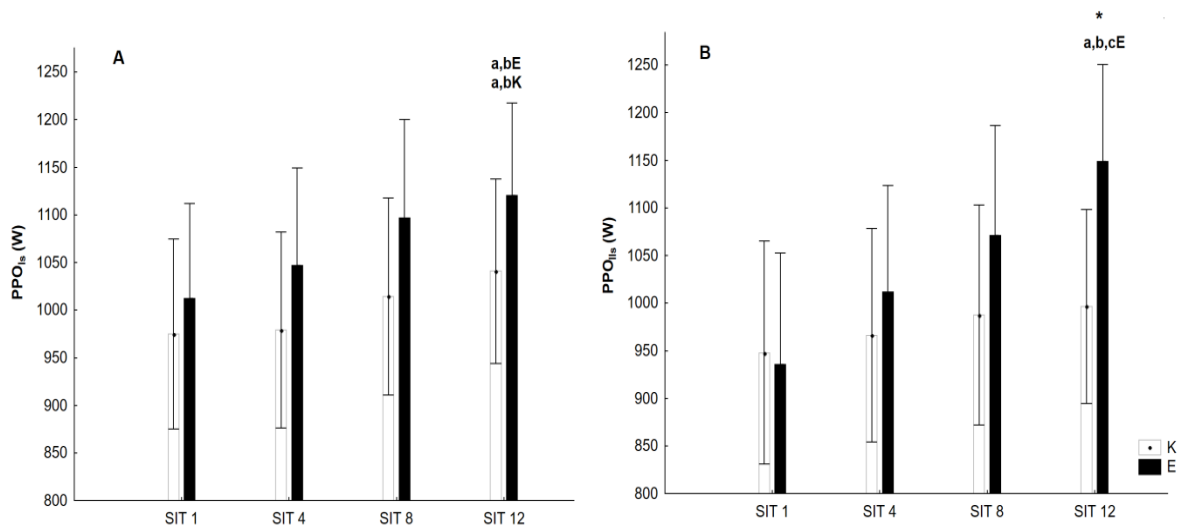 A
a,bE
a,bK
PPOIs (W)
1250
1200
1150
1100
1050
1000
950
900
850
800
SIT 1 SIT 4 SIT 8 SIT 12
B
*
a,b,cE
PPOIIs (W)
1250
1200
1150
1100
1050
1000
950
900
850
800
SIT 1 SIT 4 SIT 8 SIT 12
K
E